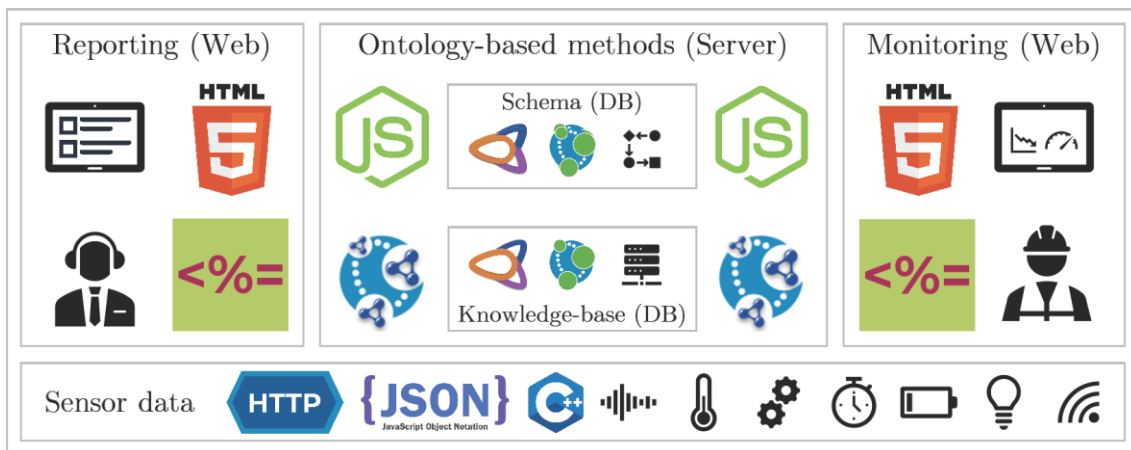 Reporting (Web)
HTML
5
<%=
Ontology-based methods (Server)
JS
Schema (DB)
JS
Knowledge-base (DB)
Monitoring (Web)
HTML
5
<%=
Sensor data
HTTP
{JSON}
JavaScript Object Notation
C++